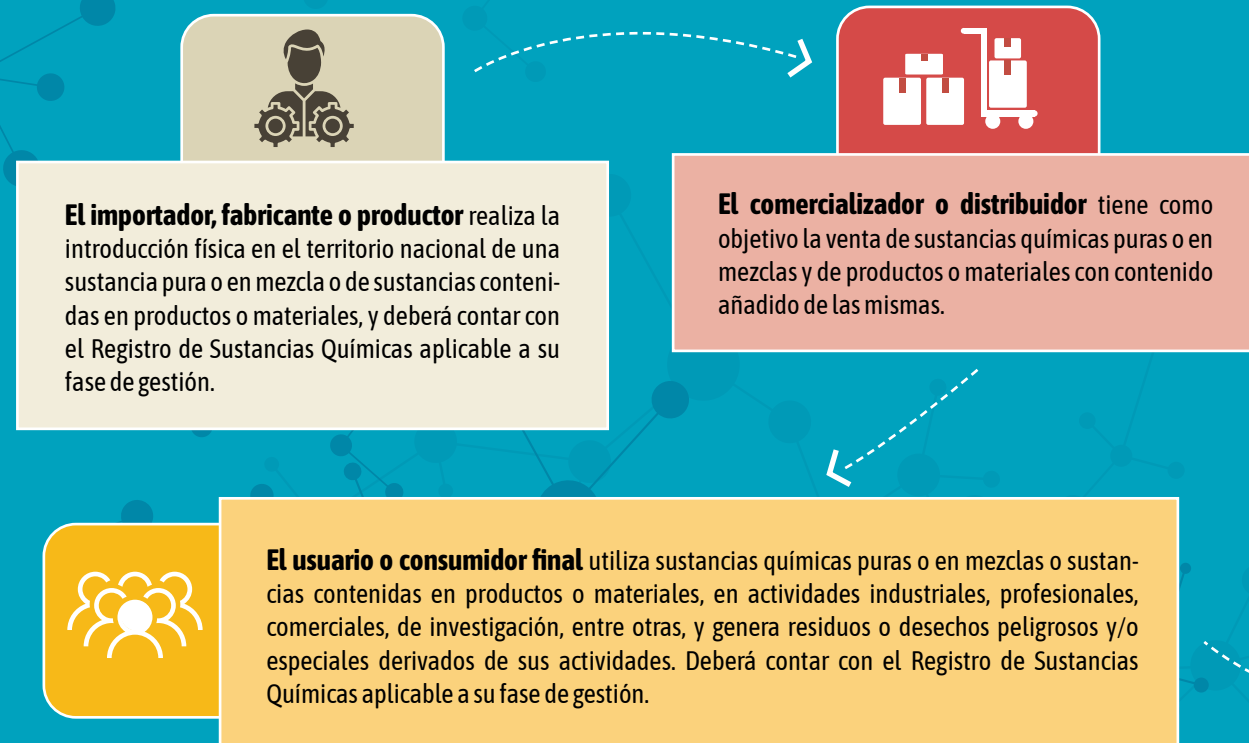 El importador, fabricante o productor realiza la
introducción física en el territorio nacional de una
sustancia pura o en mezcla o de sustancias conteni-
das en productos o materiales, y deberá contar con
el Registro de Sustancias Químicas aplicable a su
fase de gestión.
El comercializador o distribuidor tiene como
objetivo la venta de sustancias químicas puras o en
mezclas y de productos o materiales con contenido
añadido de las mismas.
El usuario o consumidor final utiliza sustancias químicas puras o en mezclas o sustan-
cias contenidas en productos o materiales, en actividades industriales, profesionales,
comerciales, de investigación, entre otras, y genera residuos o desechos peligrosos y/o
especiales derivados de sus actividades. Deberá contar con el Registro de Sustancias
Químicas aplicable a su fase de gestión.